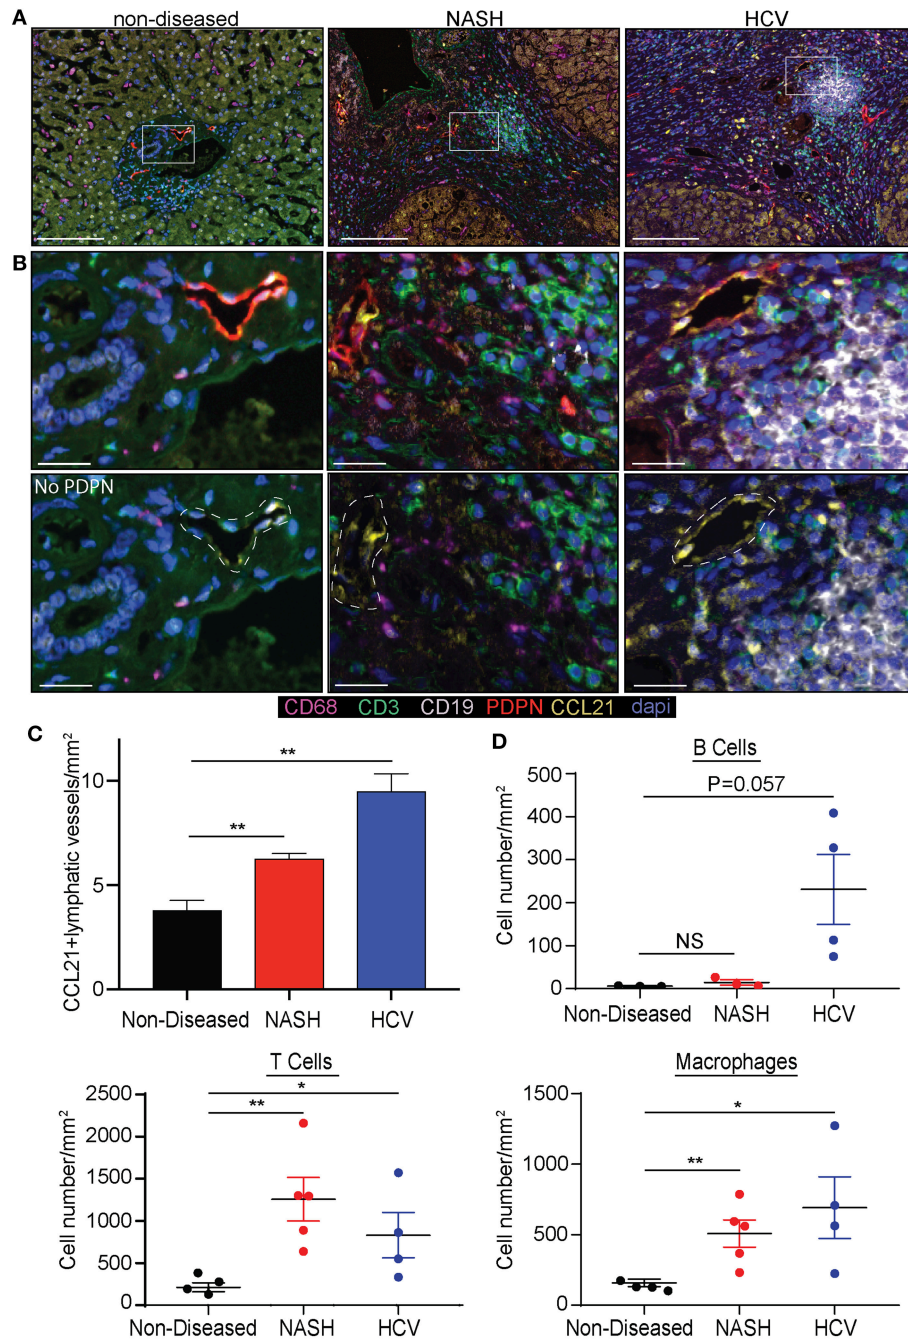 A
non-diseased
NASH
HCV
B
No PDPN
CD68 CD3 CD19 PDPN CCL21 dapi
C
CCL21+lymphatic vessels/mm²
10
5
0
**
**
Non-Diseased
NASH
HCV
D
B Cells
Cell number/mm²
500
400
300
200
100
0
P=0.057
NS
Non-Diseased
NASH
HCV
T Cells
Cell number/mm²
2500
2000
1500
1000
500
0
*
**
Non-Diseased
NASH
HCV
Macrophages
Cell number/mm²
1500
1000
500
0
*
**
Non-Diseased
NASH
HCV